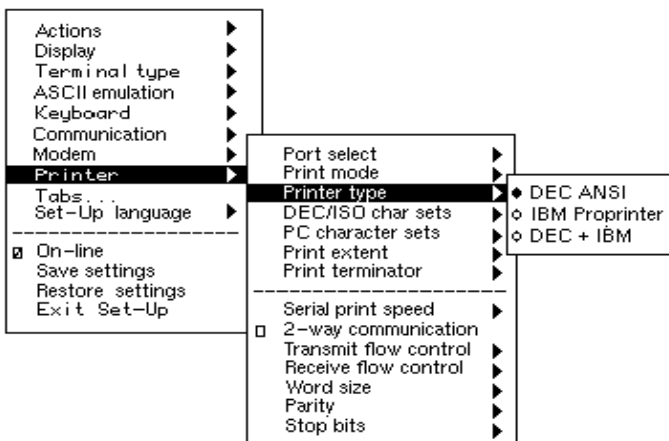 Actions
Display
Terminal type
ASCII emulation
Keyboard
Communication
Modem
Printer
Tabs...
Set-Up language
On-line
Save settings
Restore settings
Exit Set-Up
Port select
Print mode
Printer type
DEC/ISO char sets
PC character sets
Print extent
Print terminator
Serial print speed
2-way communication
Transmit flow control
Receive flow control
Word size
Parity
Stop bits
DEC ANSI
IBM Proprinter
DEC + IBM